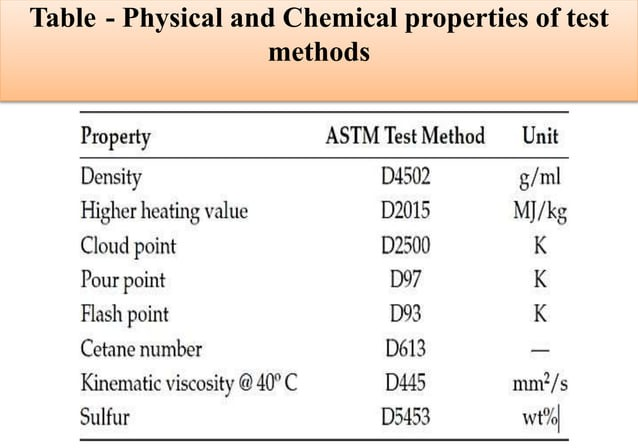 Table - Physical and Chemical properties of test
methods
Property ASTM Test Method Unit
Density D4502 g/ml
Higher heating value D2015 MJ/kg
Cloud point D2500 K
Pour point D97 K
Flash point D93 K
Cetane number D613 —
Kinematic viscosity @ 40º C D445 mm²/s
Sulfur D5453 wt%